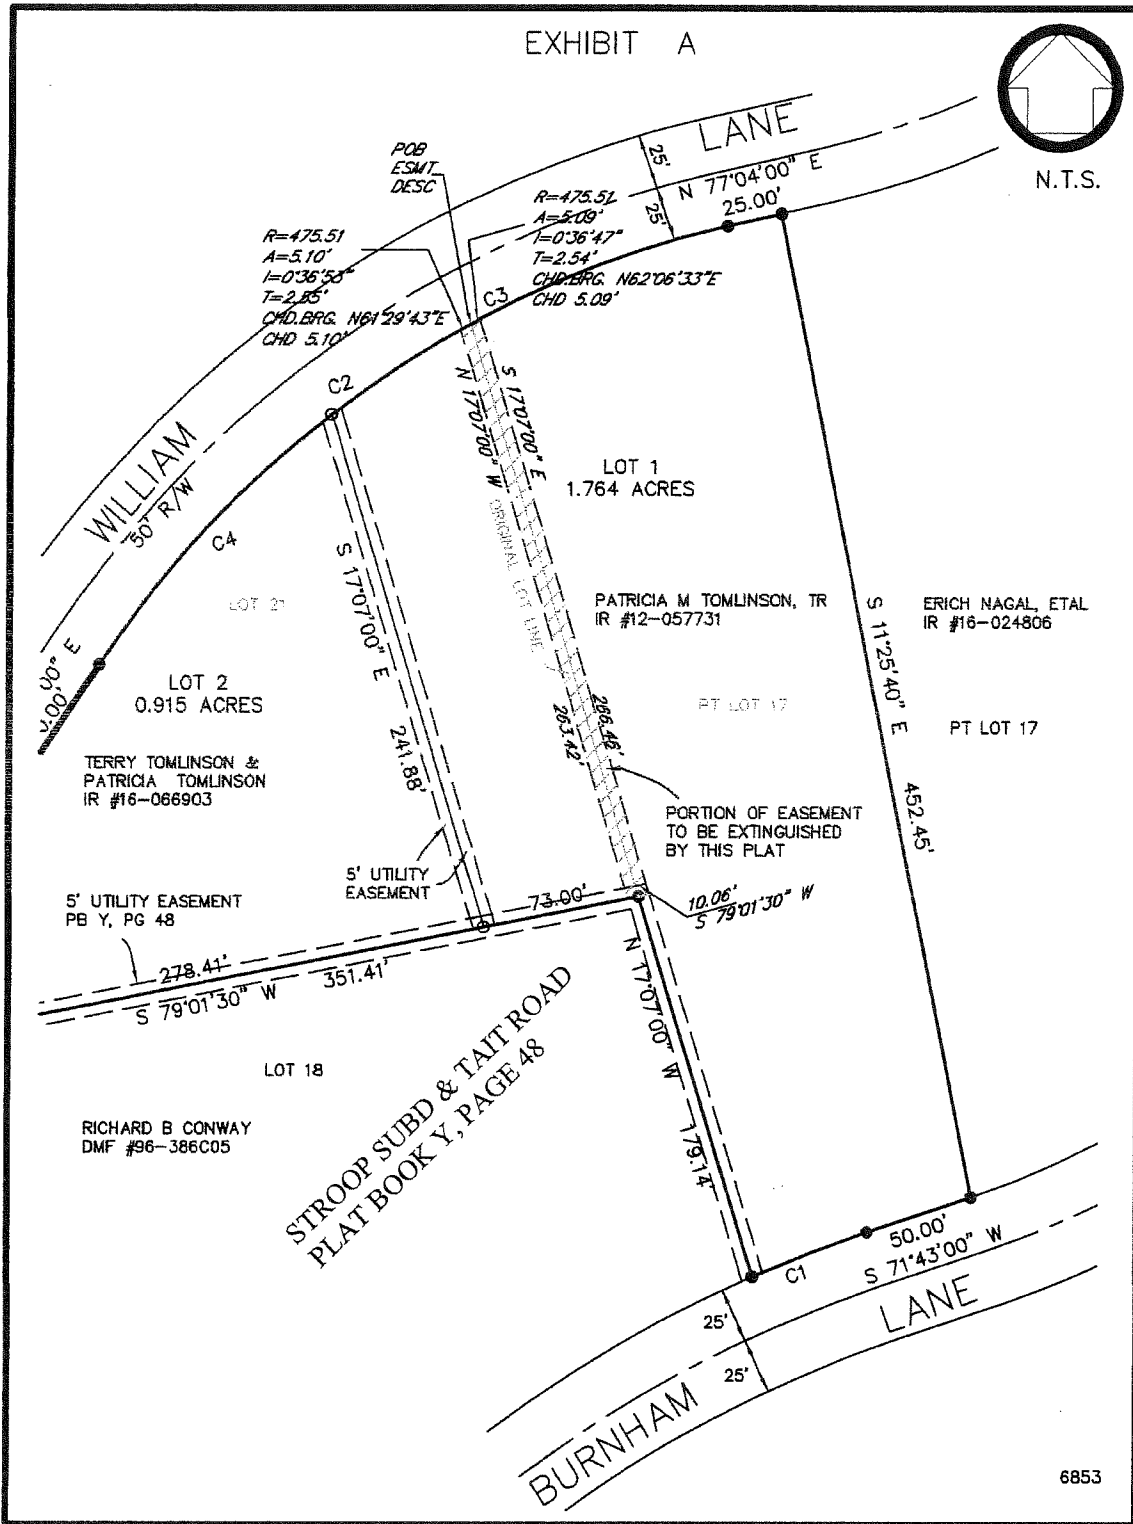 EXHIBIT A
N.T.S.
LANE
25'
25'
N 77°04'00" E
25.00'
POB
ESMT
DESC
R=475.51
A=5.09'
I=0°36'47"
T=2.54'
CHD.BRG. N62°06'33"E
CHD 5.09'
R=475.51
A=5.10'
I=0°36'53"
T=2.55'
CHD.BRG. N61°29'43"E
CHD 5.10'
C3
C2
WILLIAM
50' R/W
C4
S 17°07'00" E
N 17°07'00" W
ORIGINAL LOT LINE
LOT 1
1.764 ACRES
LOT 21
S 17°07'00" E
241.88'
PATRICIA M TOMLINSON, TR
IR #12-057731
S 11°25'40" E
452.45'
ERICH NAGAL, ETAL
IR #16-024806
PT LOT 17
PT LOT 17
00" E
.00'
LOT 2
0.915 ACRES
TERRY TOMLINSON &
PATRICIA TOMLINSON
IR #16-066903
266.46'
263.42'
PORTION OF EASEMENT
TO BE EXTINGUISHED
BY THIS PLAT
5' UTILITY
EASEMENT
5' UTILITY EASEMENT
PB Y, PG 48
73.00'
10.06'
S 79°01'30" W
278.41'
351.41'
S 79°01'30" W
N 17°07'00" W
179.14'
LOT 18
RICHARD B CONWAY
DMF #96-386C05
STROOP SUBD & TAIT ROAD
PLAT BOOK Y, PAGE 48
C1
50.00'
S 71°43'00" W
LANE
25'
25'
BURNHAM
6853